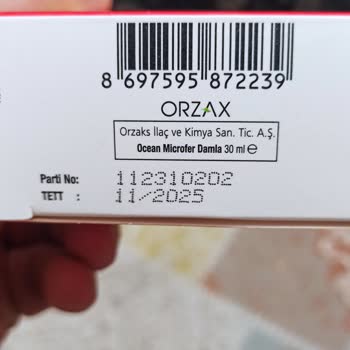 8 697595 872239
ORZAX
Orzaks İlaç ve Kimya San. Tic. A.Ş.
Ocean Microfer Damla 30 ml ℮
Parti No: 112310202
TETT : 11/2025